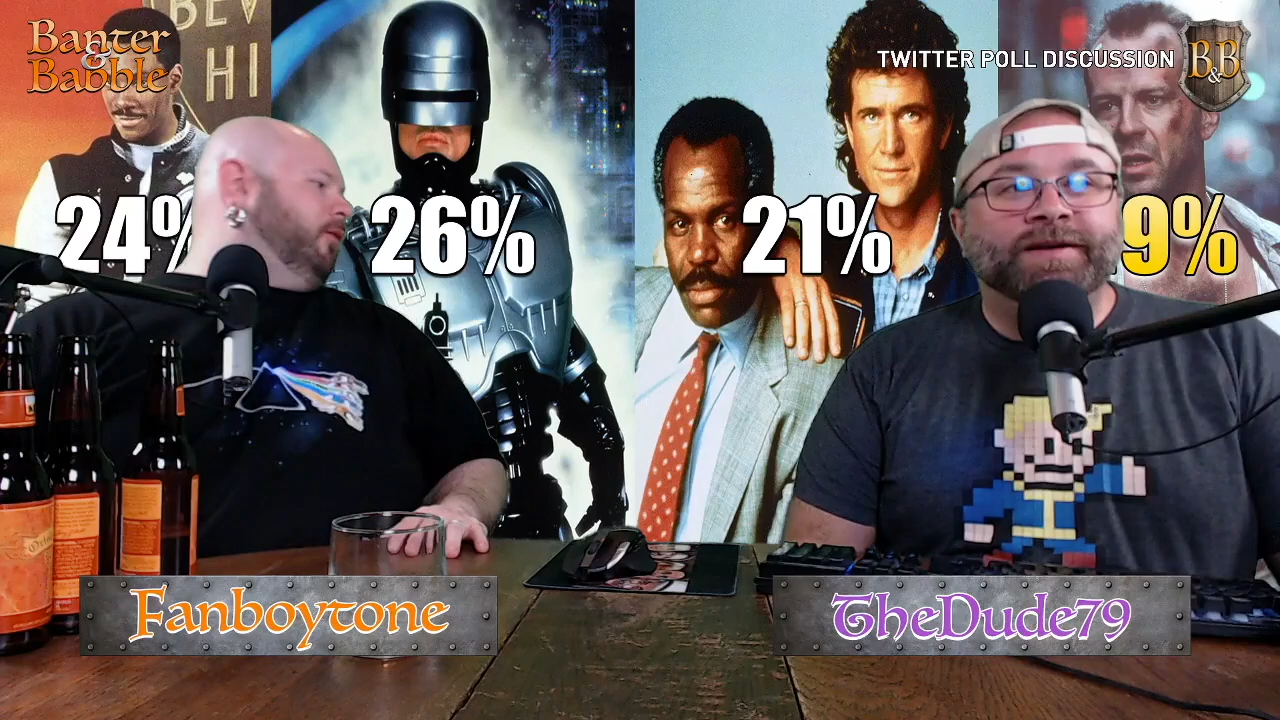 Banter
&
Babble
BEV
HI
TWITTER POLL DISCUSSION
B&B
24%
26%
21%
9%
Fanboytone
TheDude79